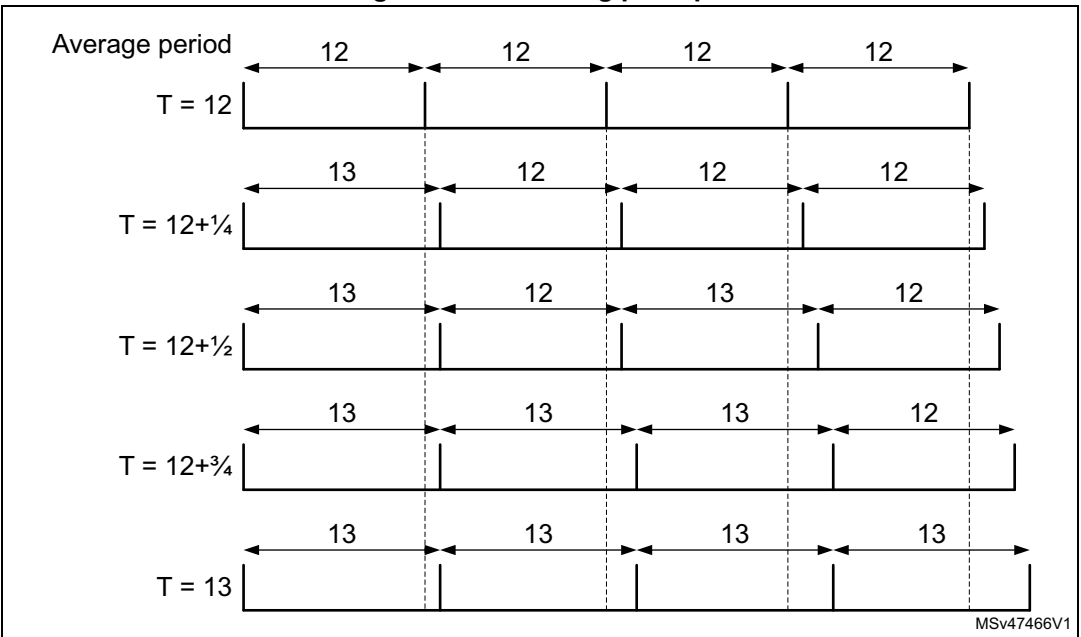 Average period 12 12 12 12
T = 12
13 12 12 12
T = 12+¼
13 12 13 12
T = 12+½
13 13 13 12
T = 12+¾
13 13 13 13
T = 13
MSv47466V1